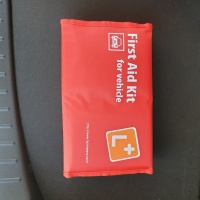 First Aid Kit
for vehicle
L+